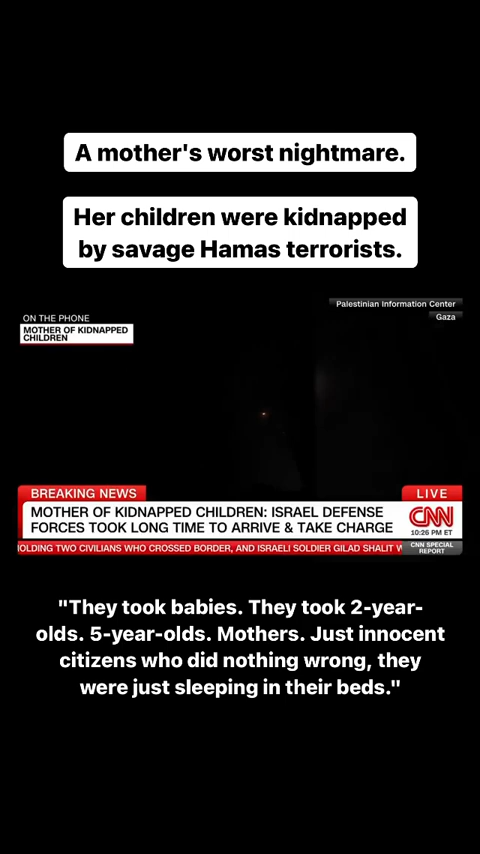 A mother's worst nightmare.
Her children were kidnapped
by savage Hamas terrorists.
Palestinian Information Center
Gaza
ON THE PHONE
MOTHER OF KIDNAPPED
CHILDREN
BREAKING NEWS
LIVE
MOTHER OF KIDNAPPED CHILDREN: ISRAEL DEFENSE
FORCES TOOK LONG TIME TO ARRIVE & TAKE CHARGE
CNN
10:26 PM ET
OLDING TWO CIVILIANS WHO CROSSED BORDER, AND ISRAELI SOLDIER GILAD SHALIT W
CNN SPECIAL
REPORT
"They took babies. They took 2-year-
olds. 5-year-olds. Mothers. Just innocent
citizens who did nothing wrong, they
were just sleeping in their beds."